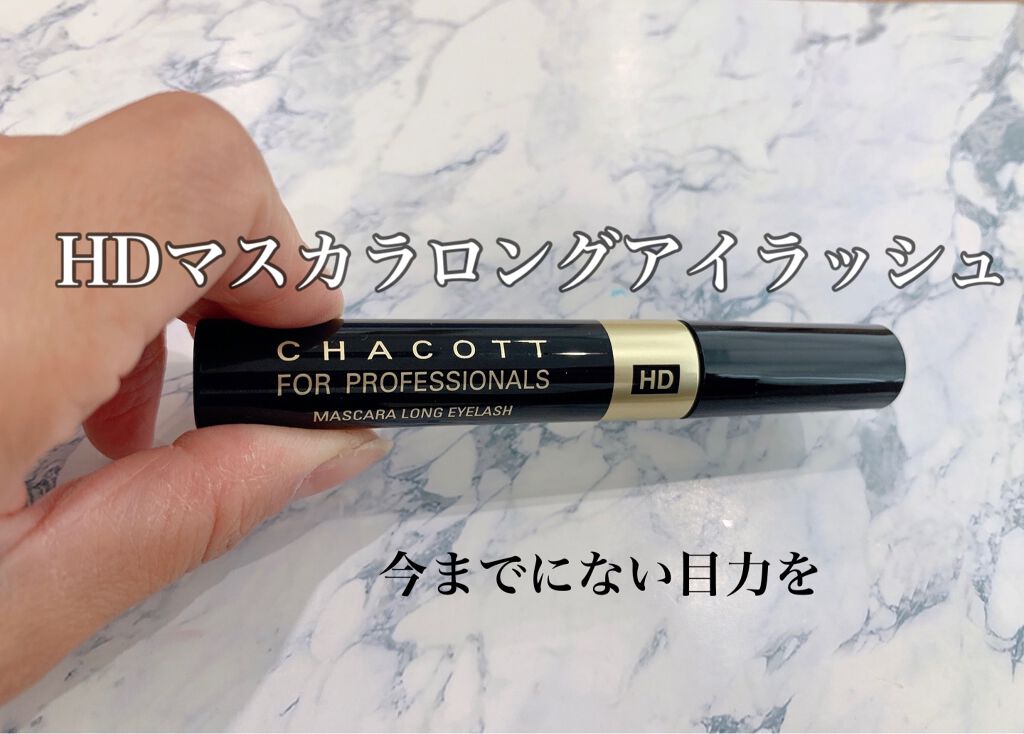 HDマスカラロングアイラッシュ
CHACOTT
FOR PROFESSIONALS
HD
MASCARA LONG EYELASH
今までにない目力を